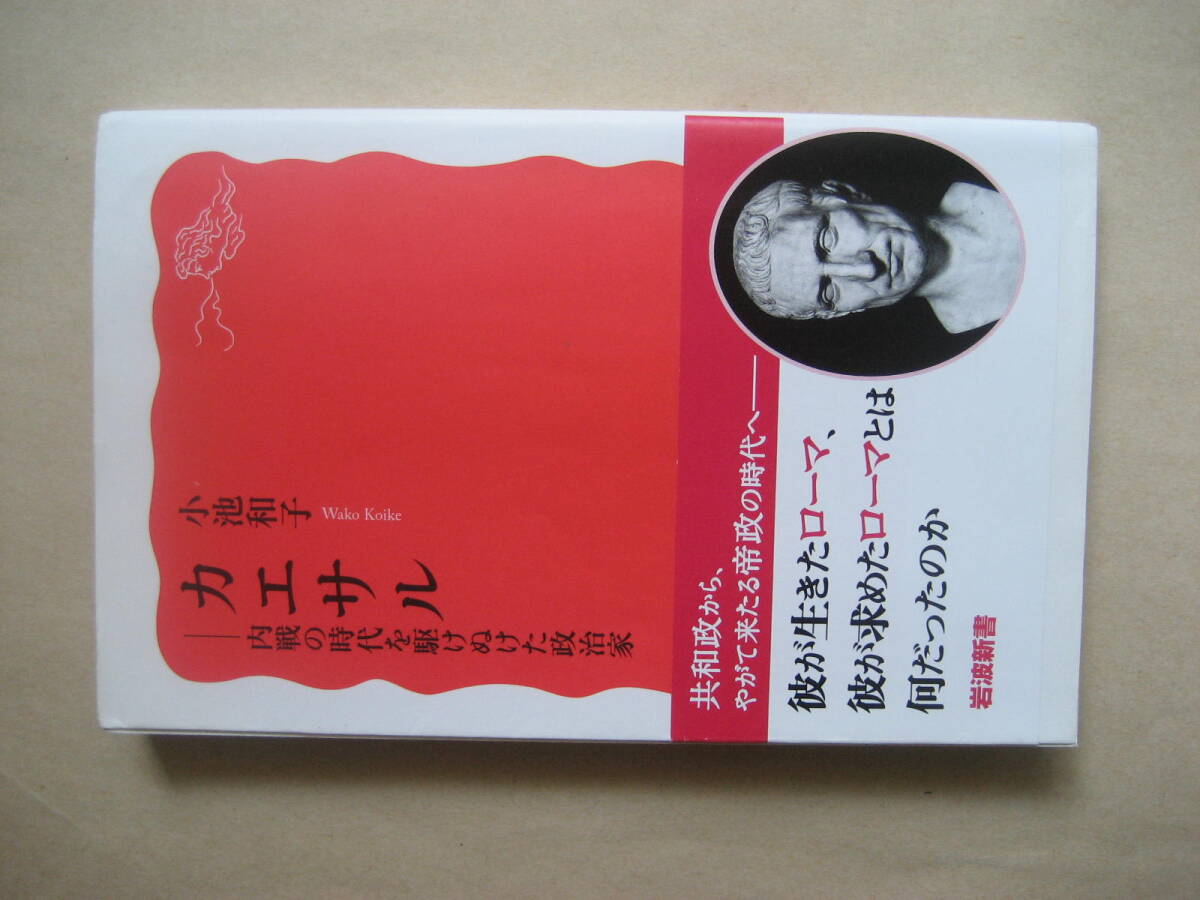 カエサル
―内戦の時代を駆けぬけた政治家
小池和子
Wako Koike
共和政から、
やがて来たる帝政の時代へ――
彼が生きたローマ、
彼が求めたローマとは
何だったのか
岩波新書